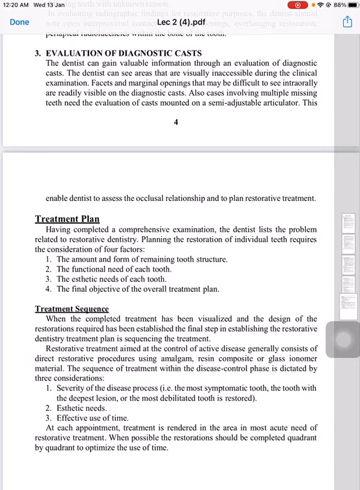 12:20 AM Wed 13 Jan
88%
Done
Lec 2 (4).pdf
periapical radiolucencies within the bone or the tooth.
3. EVALUATION OF DIAGNOSTIC CASTS
The dentist can gain valuable information through an evaluation of diagnostic
casts. The dentist can see areas that are visually inaccessible during the clinical
examination. Facets and marginal openings that may be difficult to see intraorally
are readily visible on the diagnostic casts. Also cases involving multiple missing
teeth need the evaluation of casts mounted on a semi-adjustable articulator. This
4
enable dentist to assess the occlusal relationship and to plan restorative treatment.
Treatment Plan
Having completed a comprehensive examination, the dentist lists the problem
related to restorative dentistry. Planning the restoration of individual teeth requires
the consideration of four factors:
1. The amount and form of remaining tooth structure.
2. The functional need of each tooth.
3. The esthetic needs of each tooth.
4. The final objective of the overall treatment plan.
Treatment Sequence
When the completed treatment has been visualized and the design of the
restorations required has been established the final step in establishing the restorative
dentistry treatment plan is sequencing the treatment.
Restorative treatment aimed at the control of active disease generally consists of
direct restorative procedures using amalgam, resin composite or glass ionomer
material. The sequence of treatment within the disease-control phase is dictated by
three considerations:
1. Severity of the disease process (i.e. the most symptomatic tooth, the tooth with
the deepest lesion, or the most debilitated tooth is restored).
2. Esthetic needs.
3. Effective use of time.
At each appointment, treatment is rendered in the area in most acute need of
restorative treatment. When possible the restorations should be completed quadrant
by quadrant to optimize the use of time.